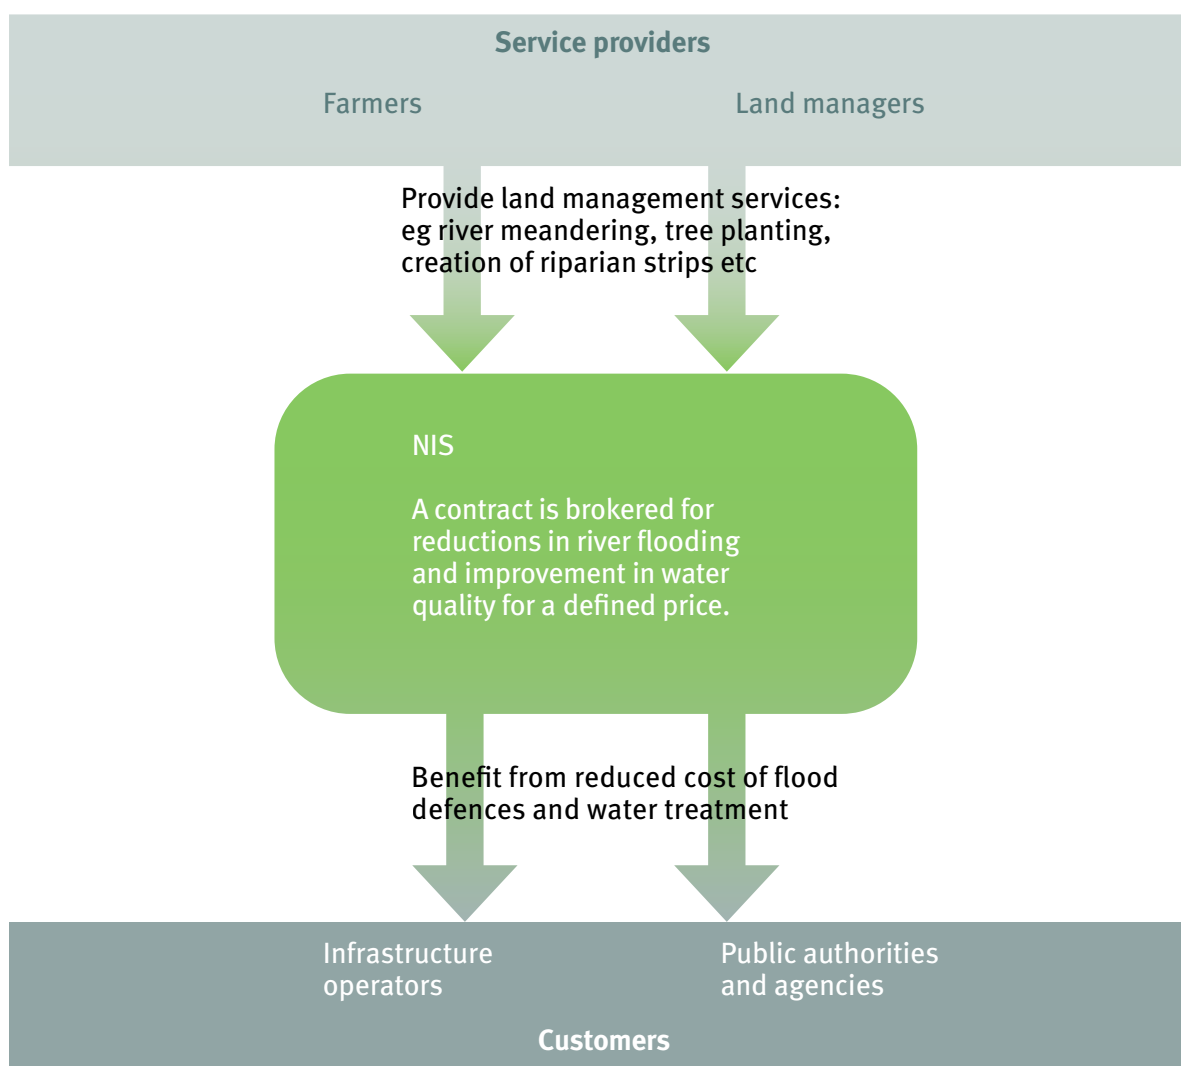 Service providers
Farmers
Land managers
Provide land management services:
eg river meandering, tree planting,
creation of riparian strips etc
NIS
A contract is brokered for
reductions in river flooding
and improvement in water
quality for a defined price.
Benefit from reduced cost of flood
defences and water treatment
Infrastructure
operators
Public authorities
and agencies
Customers